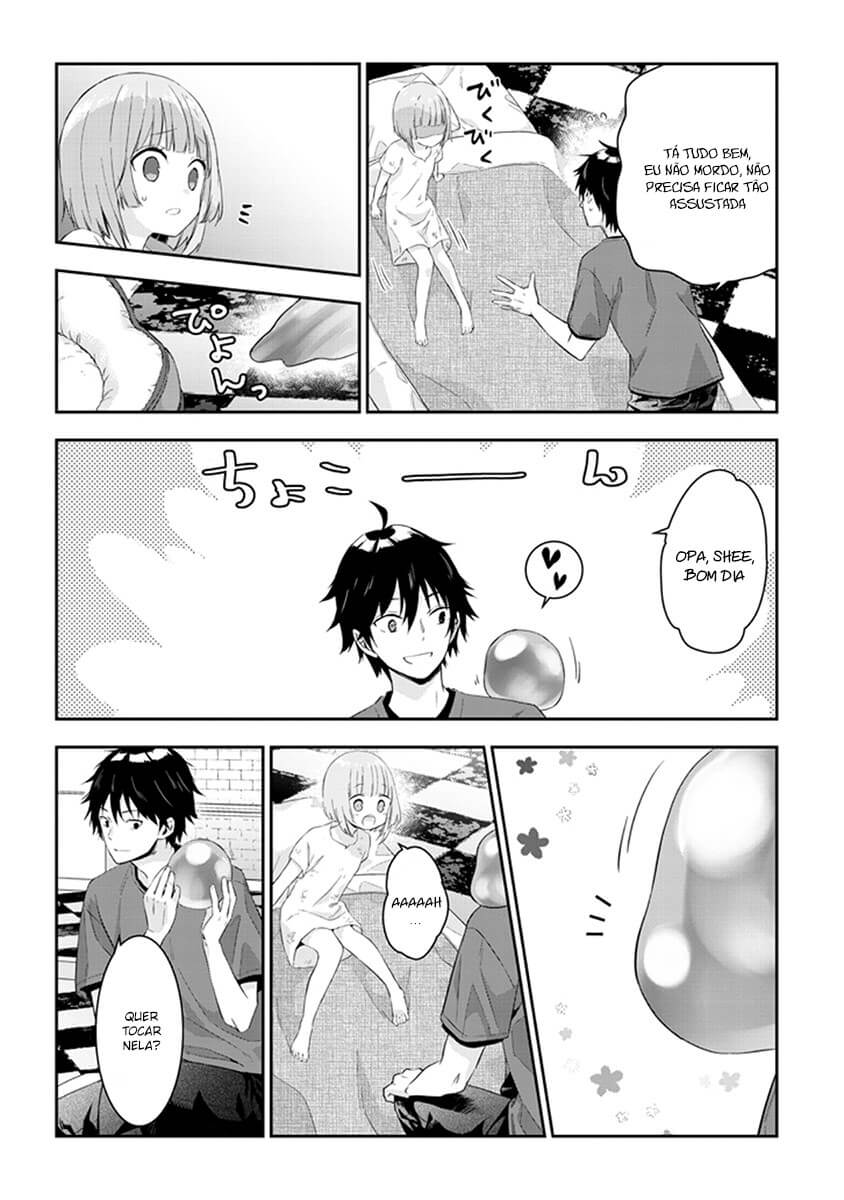 TÁ TUDO BEM,
EU NÃO MORDO, NÃO
PRECISA FICAR TÃO
ASSUSTADA
びくびく
ぴょんっ
ちょこーーん
OPA, SHEE,
BOM DIA
AAAAAH
...
QUER
TOCAR
NELA?